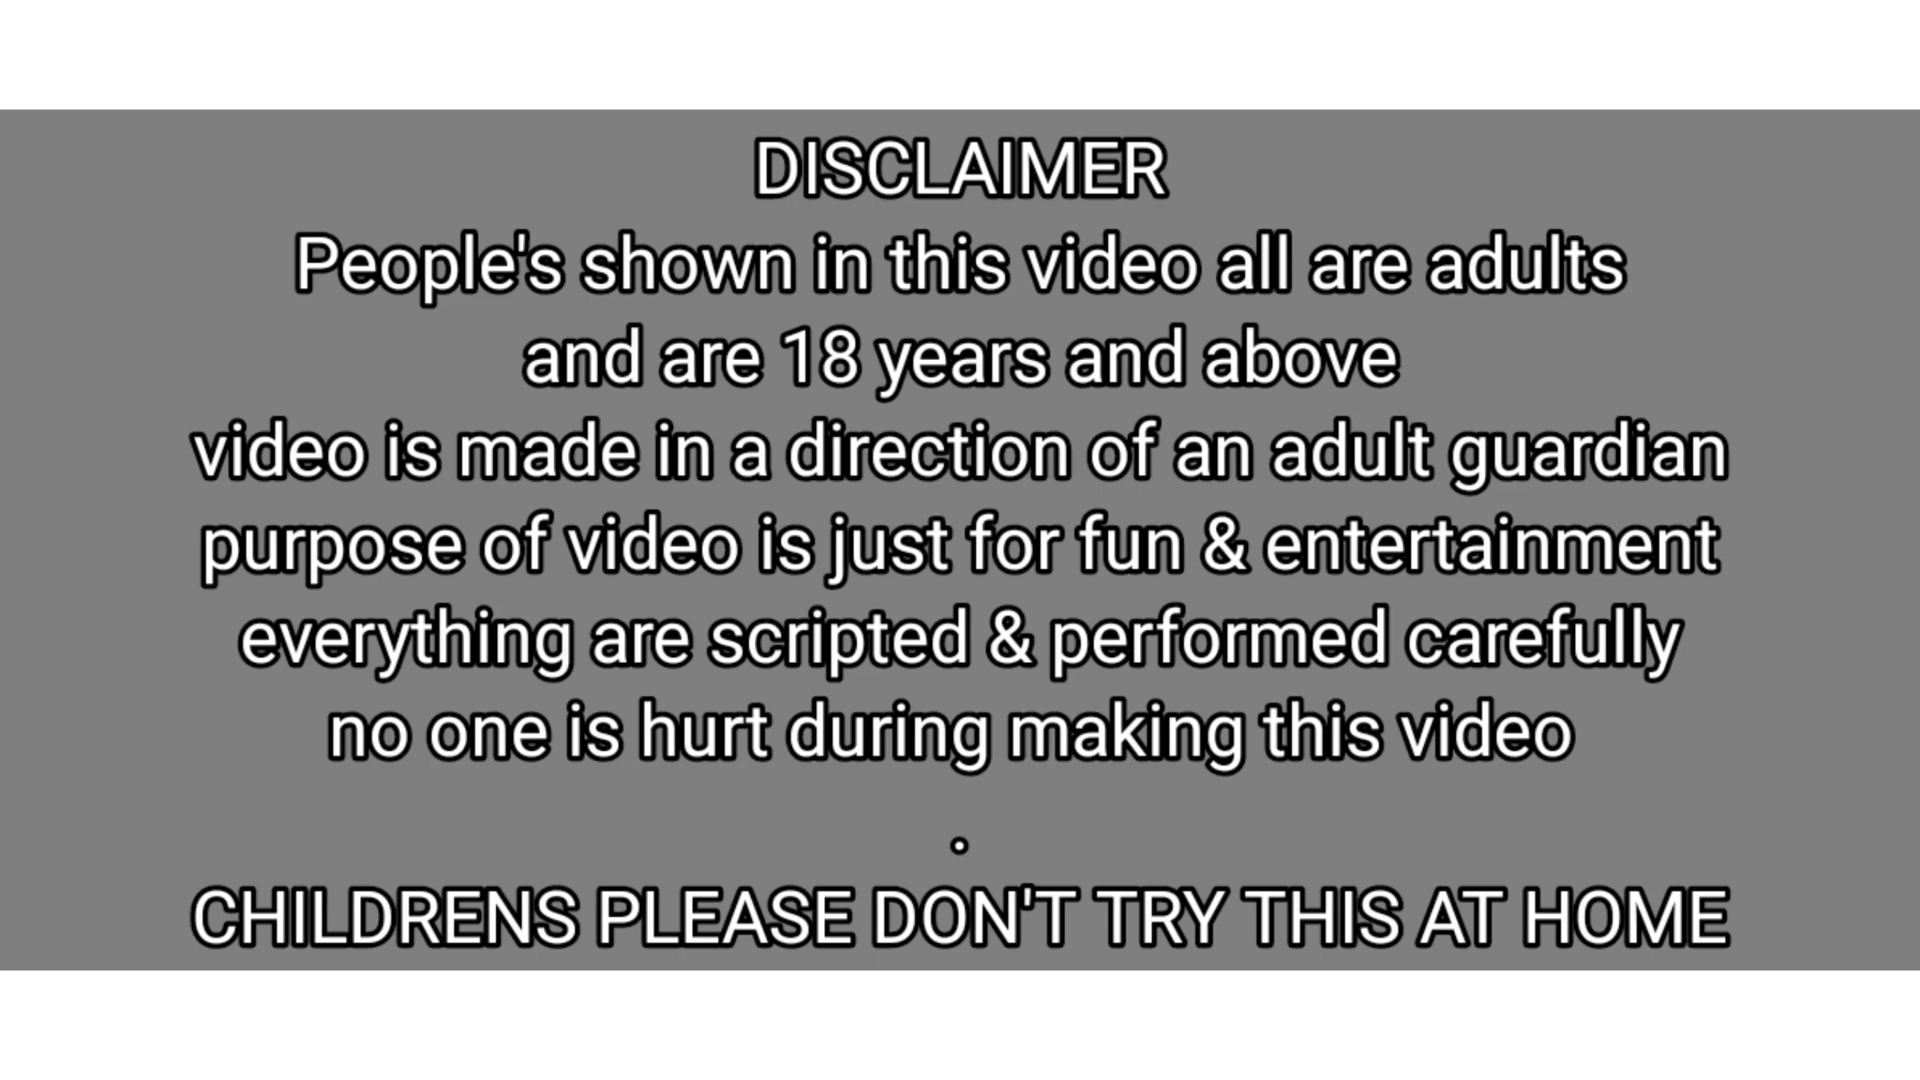 DISCLAIMER
People's shown in this video all are adults
and are 18 years and above
video is made in a direction of an adult guardian
purpose of video is just for fun & entertainment
everything are scripted & performed carefully
no one is hurt during making this video
.
CHILDRENS PLEASE DON'T TRY THIS AT HOME